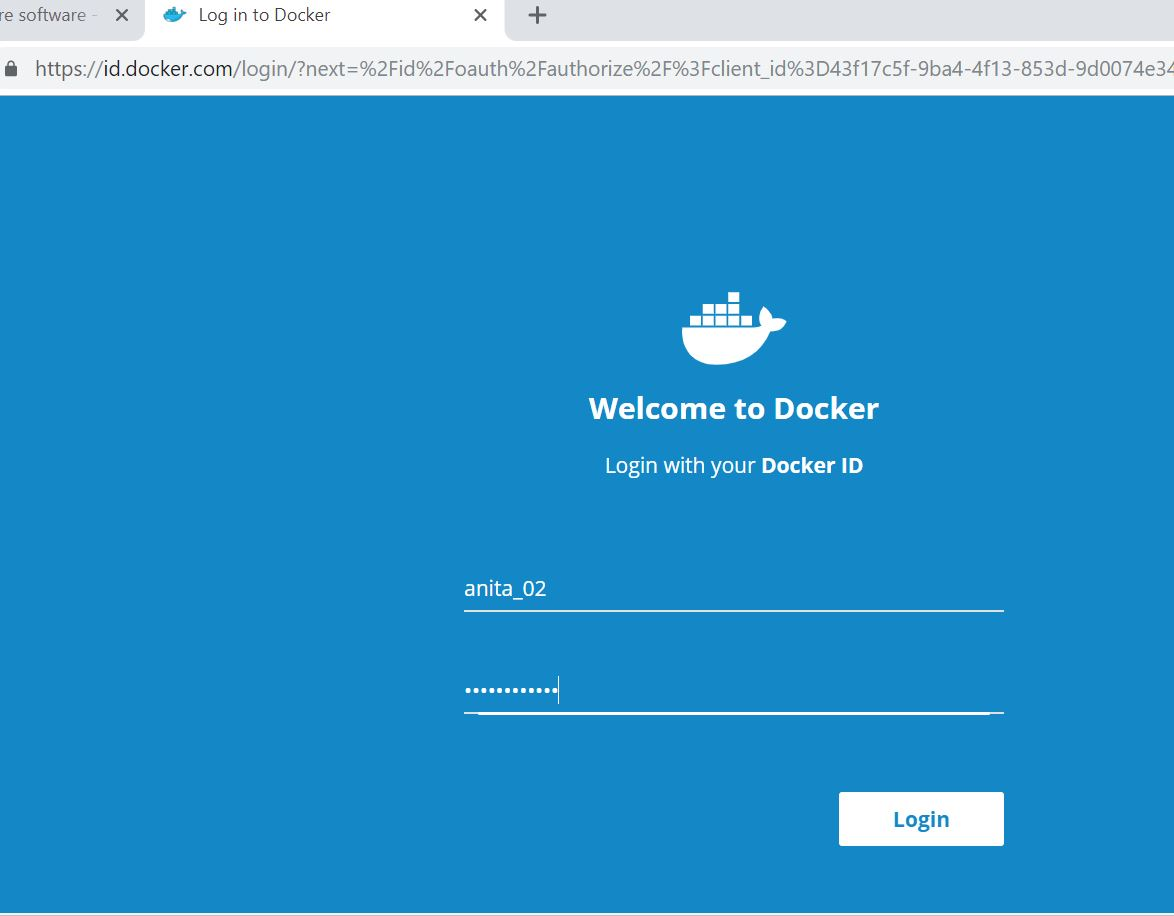 re software -
Log in to Docker
https://id.docker.com/login/?next=%2Fid%2Foauth%2Fauthorize%2F%3Fclient_id%3D43f17c5f-9ba4-4f13-853d-9d0074e34
Welcome to Docker
Login with your Docker ID
anita_02
••••••••••••
Login